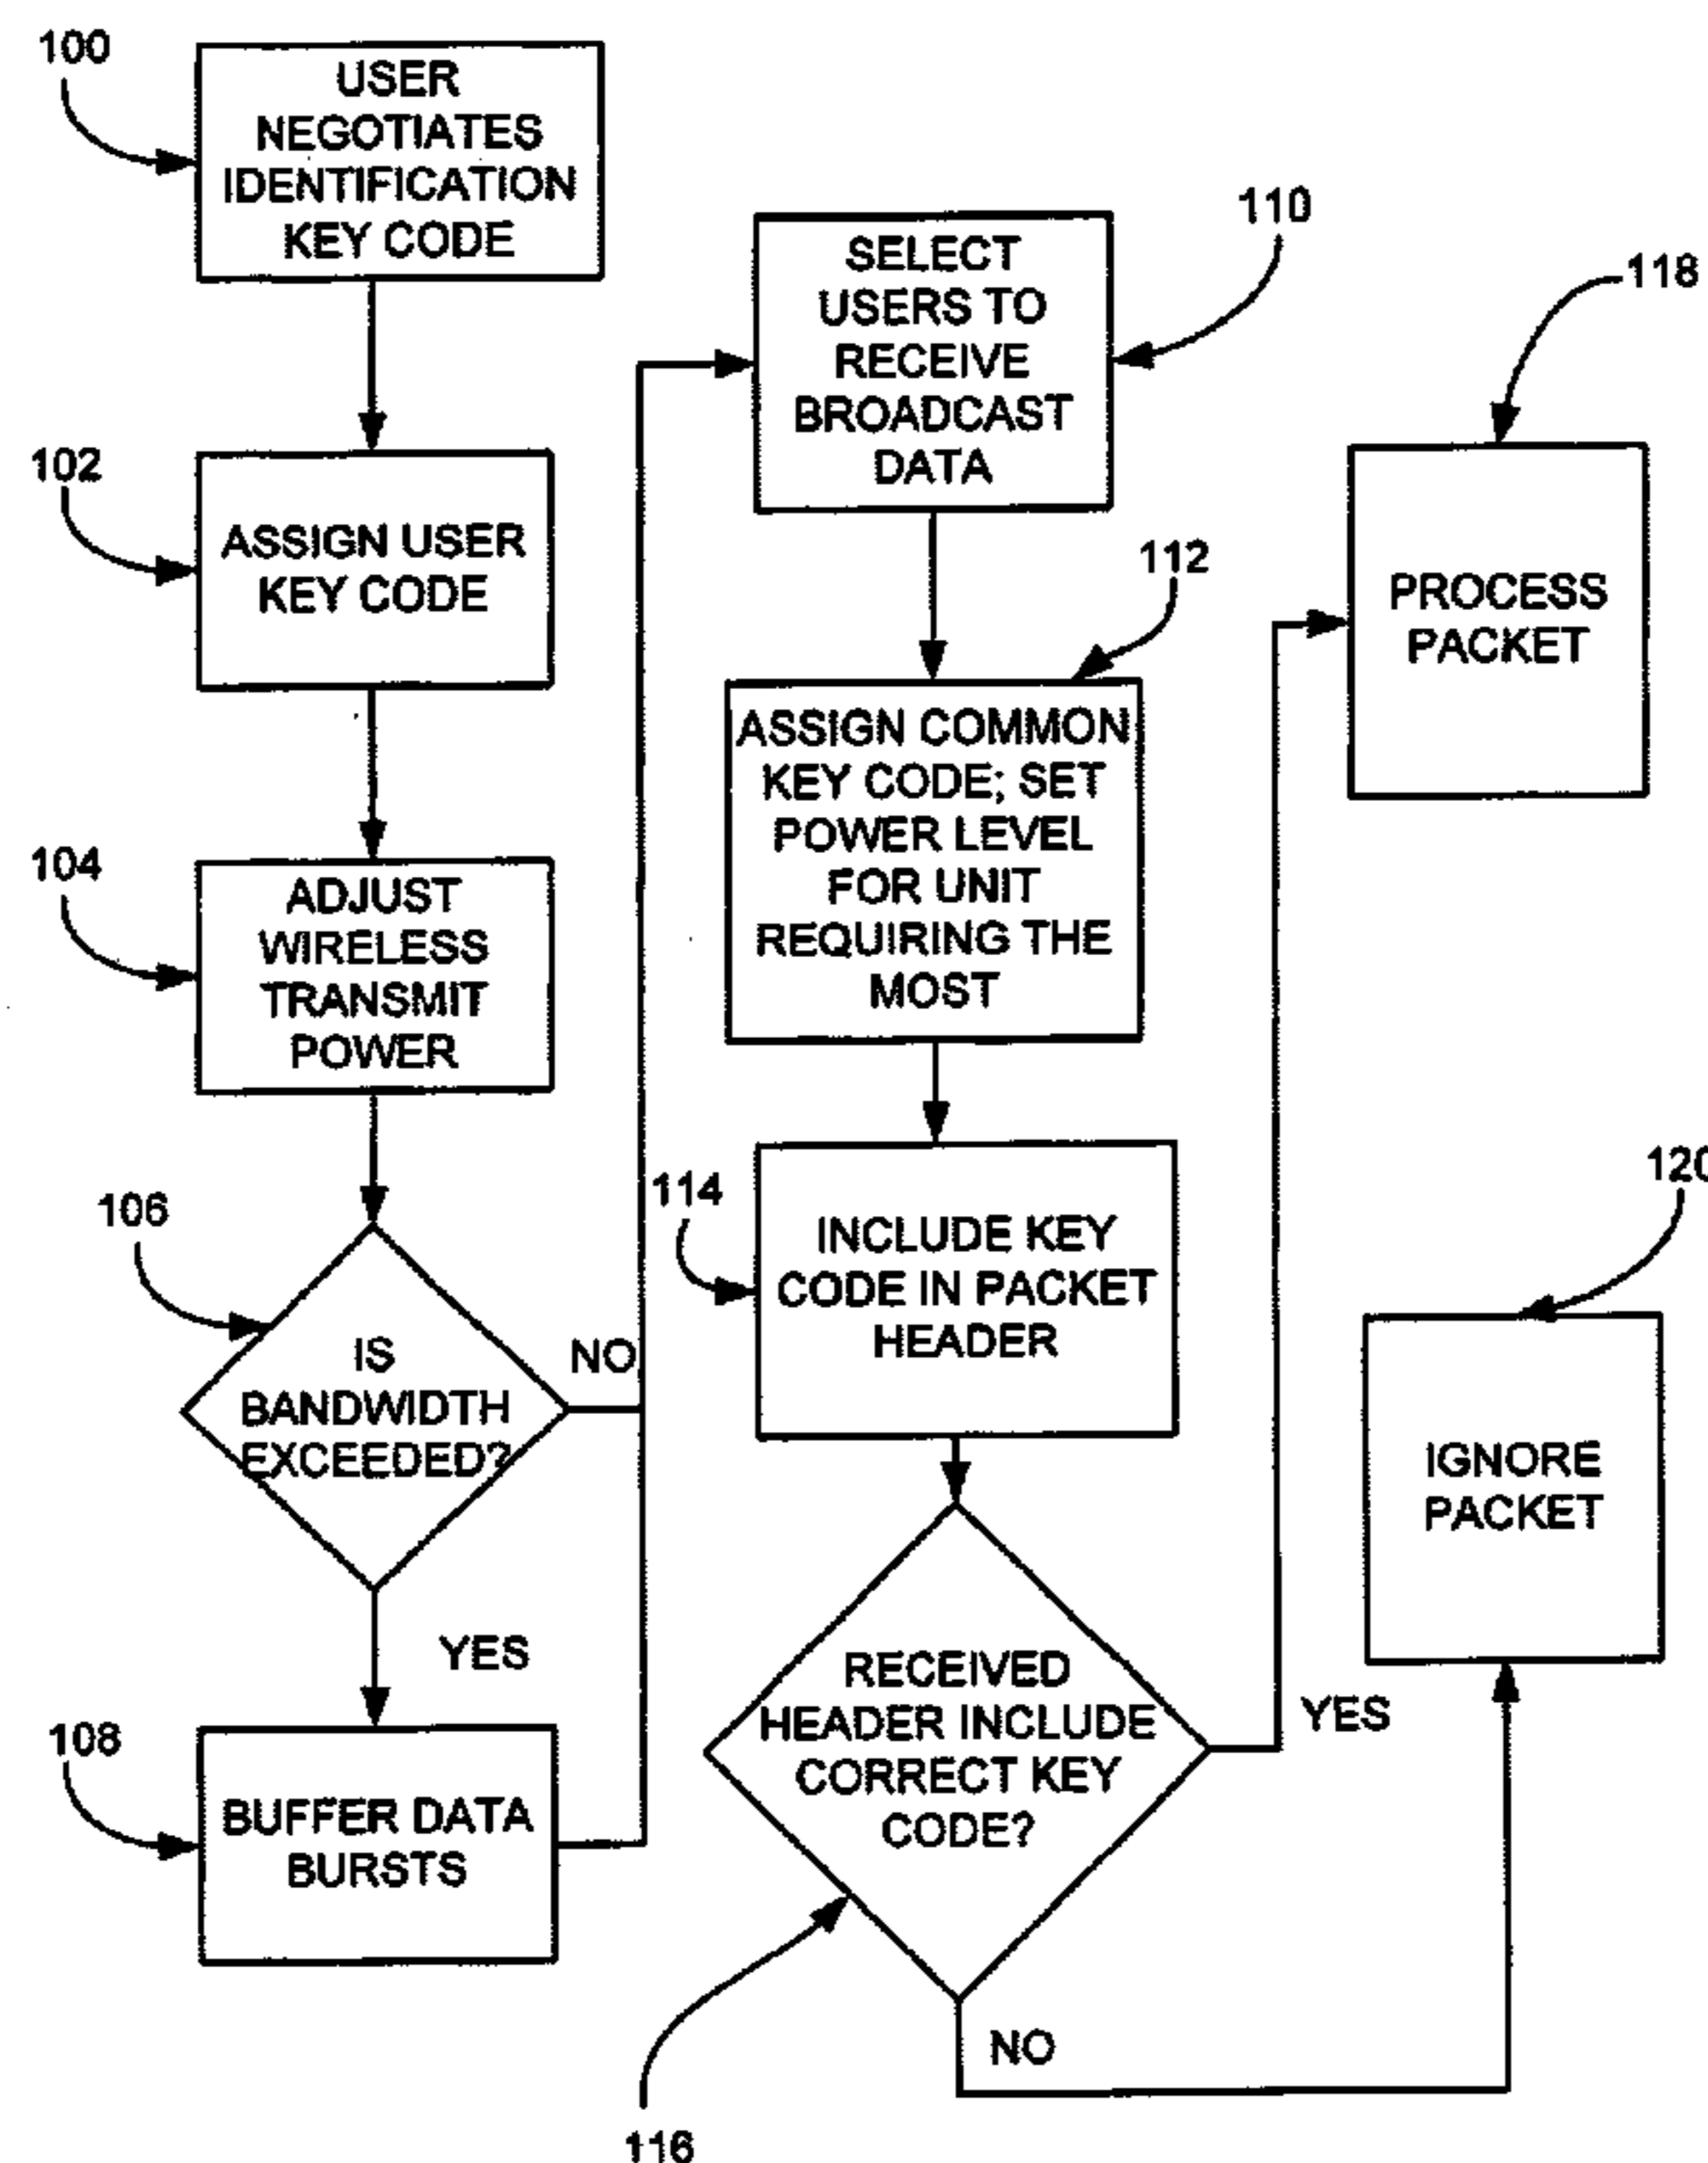 100
USER
NEGOTIATES
IDENTIFICATION
KEY CODE
102
ASSIGN USER
KEY CODE
104
ADJUST
WIRELESS
TRANSMIT
POWER
106
IS
BANDWIDTH
EXCEEDED?
NO
YES
108
BUFFER DATA
BURSTS
110
SELECT
USERS TO
RECEIVE
BROADCAST
DATA
112
ASSIGN COMMON
KEY CODE; SET
POWER LEVEL
FOR UNIT
REQUIRING THE
MOST
114
INCLUDE KEY
CODE IN PACKET
HEADER
RECEIVED
HEADER INCLUDE
CORRECT KEY
CODE?
116
YES
NO
118
PROCESS
PACKET
120
IGNORE
PACKET